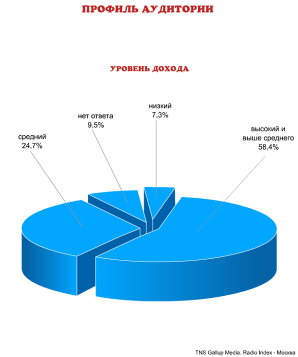 ПРОФИЛЬ АУДИТОРИИ
УРОВЕНЬ ДОХОДА
низкий
7,3%
нет ответа
9,5%
высокий и
выше среднего
58,4%
средний
24,7%
TNS Gallup Media. Radio Index - Москва